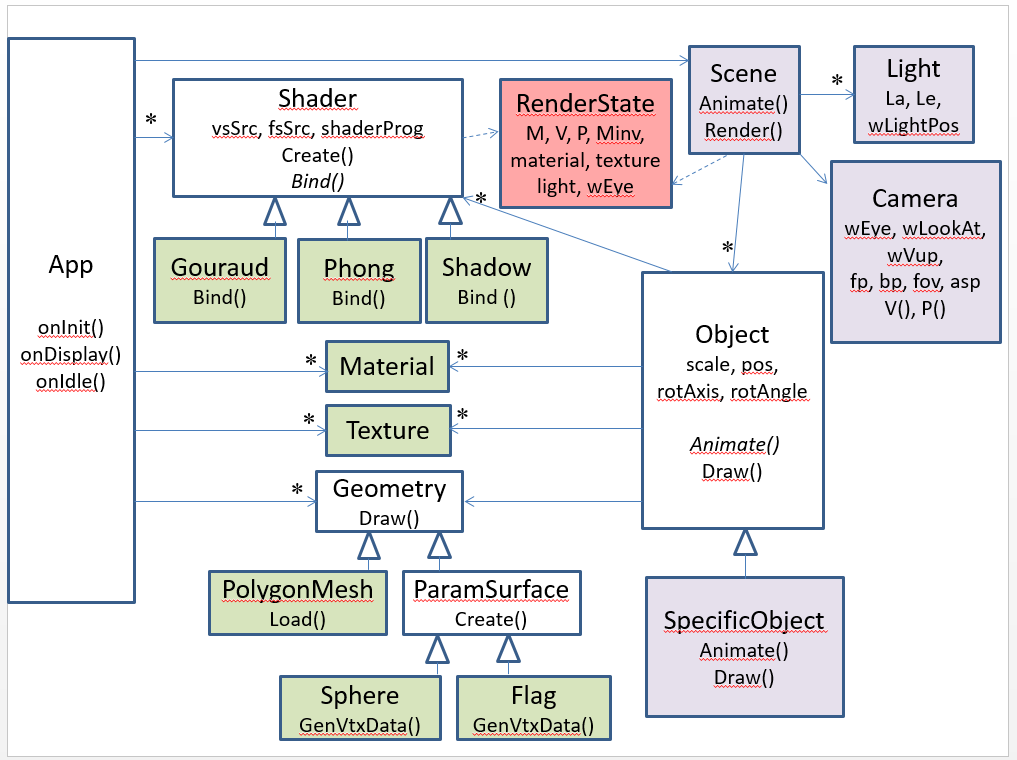 App
onInit()
onDisplay()
onIdle()
*
Shader
vsSrc, fsSrc, shaderProg
Create()
Bind()
RenderState
M, V, P, Minv,
material, texture
light, wEye
Scene
Animate()
Render()
*
Light
La, Le,
wLightPos
Camera
wEye, wLookAt,
wVup,
fp, bp, fov, asp
V(), P()
*
*
Gouraud
Bind()
Phong
Bind()
Shadow
Bind ()
Object
scale, pos,
rotAxis, rotAngle
Animate()
Draw()
*
Material
*
*
Texture
*
*
Geometry
Draw()
PolygonMesh
Load()
ParamSurface
Create()
SpecificObject
Animate()
Draw()
Sphere
GenVtxData()
Flag
GenVtxData()